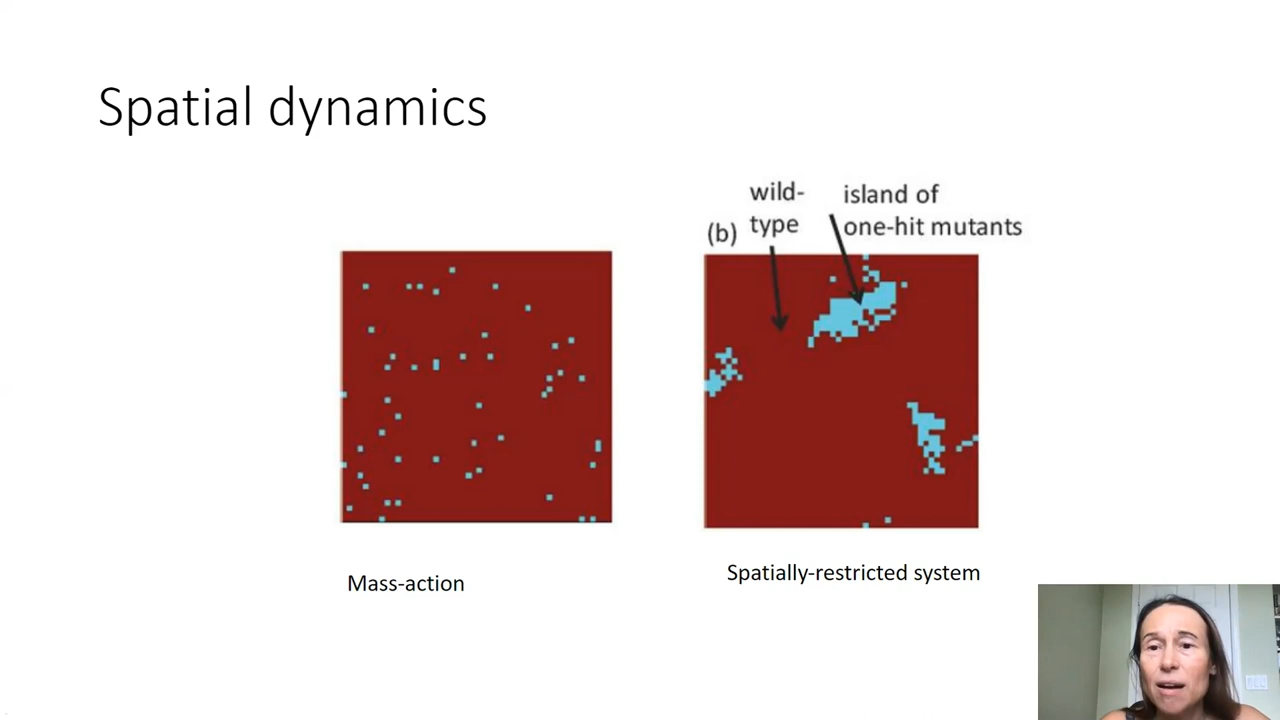 Spatial dynamics
wild-
type
island of
one-hit mutants
(b)
Mass-action
Spatially-restricted system